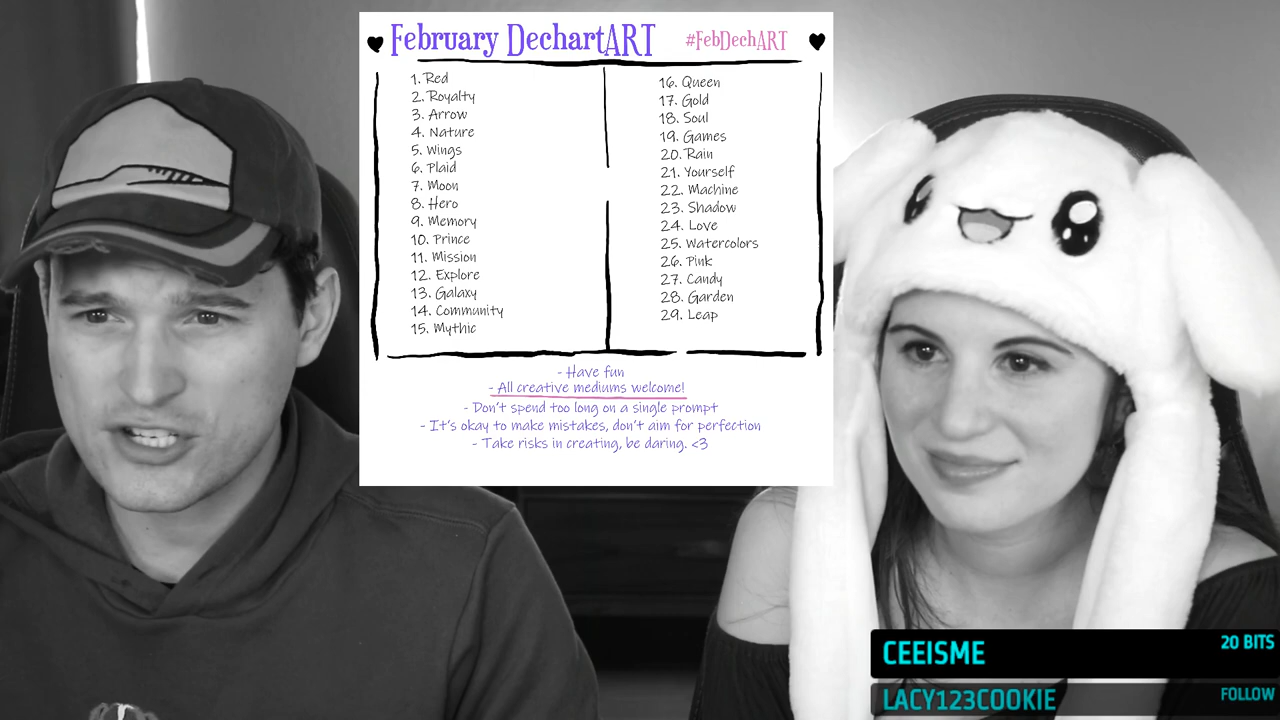 February DechartART
#FebDechART
1. Red
2. Royalty
3. Arrow
4. Nature
5. Wings
6. Plaid
7. Moon
8. Hero
9. Memory
10. Prince
11. Mission
12. Explore
13. Galaxy
14. Community
15. Mythic
16. Queen
17. Gold
18. Soul
19. Games
20. Rain
21. Yourself
22. Machine
23. Shadow
24. Love
25. Watercolors
26. Pink
27. Candy
28. Garden
29. Leap
- Have fun
- All creative mediums welcome!
- Don't spend too long on a single prompt
- It's okay to make mistakes, don't aim for perfection
- Take risks in creating, be daring. <3
CEEISME 20 BITS
LACY123COOKIE FOLLOW